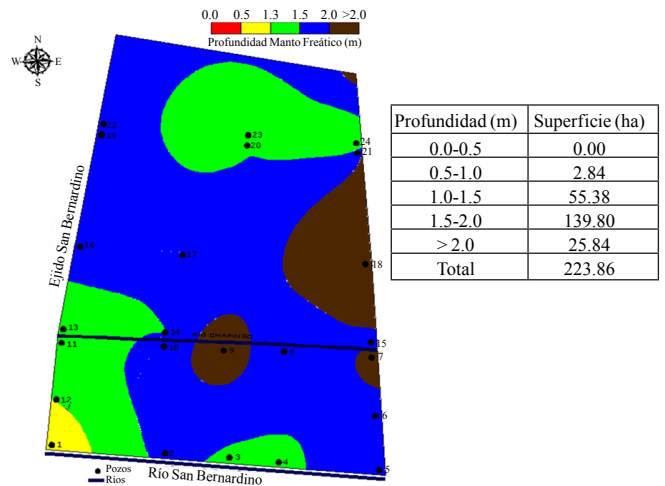 0.0 0.5 1.3 1.5 2.0 >2.0
Profundidad Manto Freático (m)
N
W E
S
Profundidad (m) Superficie (ha)
0.0-0.5 0.00
0.5-1.0 2.84
1.0-1.5 55.38
1.5-2.0 139.80
> 2.0 25.84
Total 223.86
Ejido San Bernardino
19
23
20
24
21
16
17
18
13
14
RIO CHAPINGO
15
11
10
9
8
7
12
6
1
2
3
4
5
Pozos
Ríos
Río San Bernardino